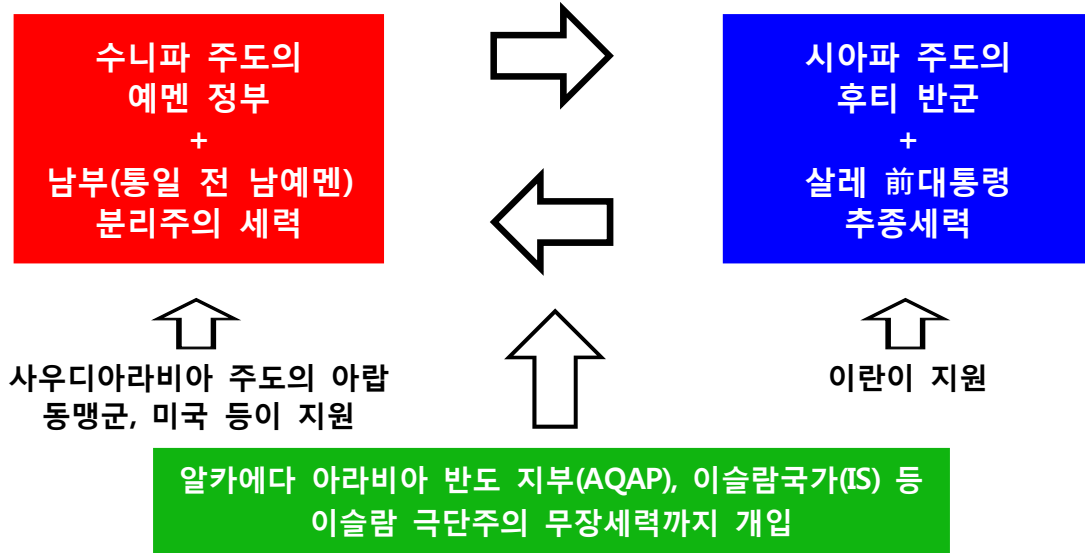 수니파 주도의
예멘 정부
+
남부(통일 전 남예멘)
분리주의 세력
시아파 주도의
후티 반군
+
살레 前대통령
추종세력
사우디아라비아 주도의 아랍
동맹군, 미국 등이 지원
이란이 지원
알카에다 아라비아 반도 지부(AQAP), 이슬람국가(IS) 등
이슬람 극단주의 무장세력까지 개입